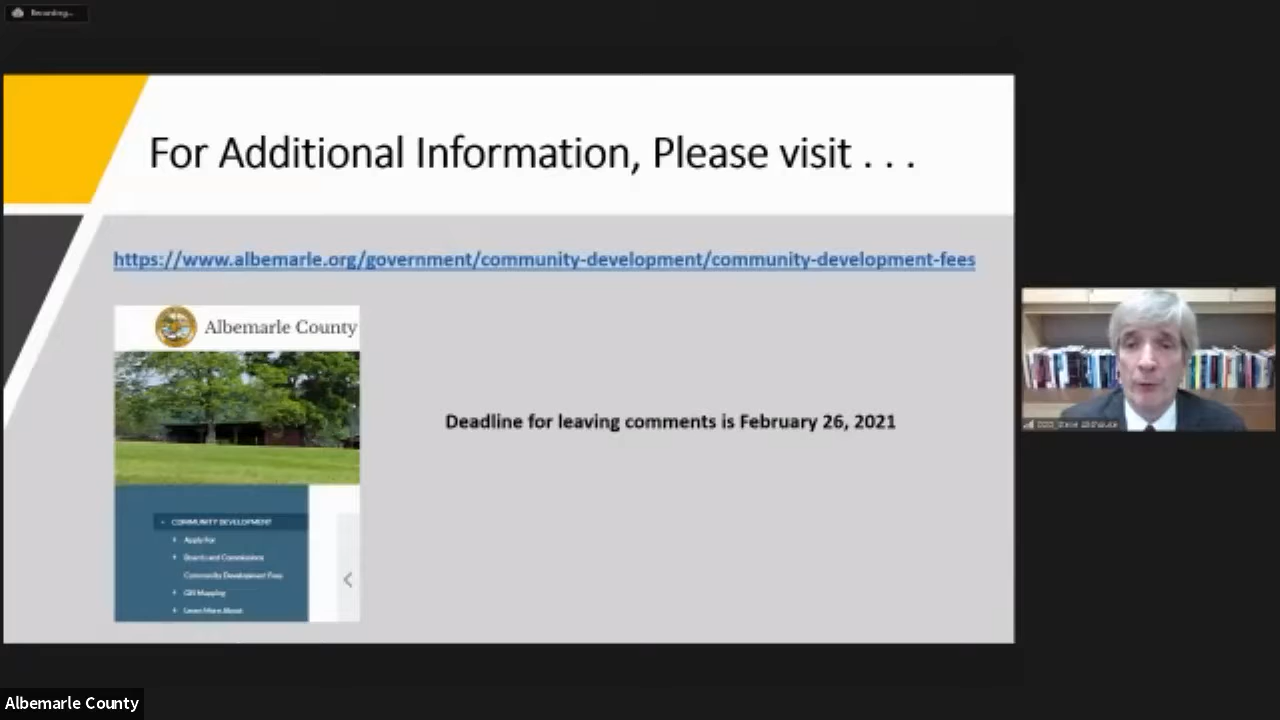 Recording...
For Additional Information, Please visit . . .
https://www.albemarle.org/government/community-development/community-development-fees
Albemarle County
Deadline for leaving comments is February 26, 2021
COMMUNITY DEVELOPMENT
Apply For
Boards and Commissions
Community Development Fees
GIS Mapping
Learn More About
Albemarle County